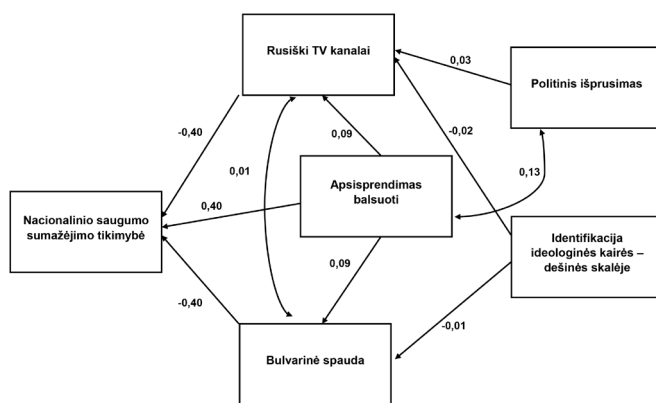 Rusiški TV kanalai
0,03
Politinis išprusimas
-0,40
0,09
-0,02
0,01
0,13
Nacionalinio saugumo
sumažėjimo tikimybė
0,40
Apsisprendimas
balsuoti
Identifikacija
ideologinės kairės –
dešinės skalėje
0,09
-0,40
-0,01
Bulvarinė spauda